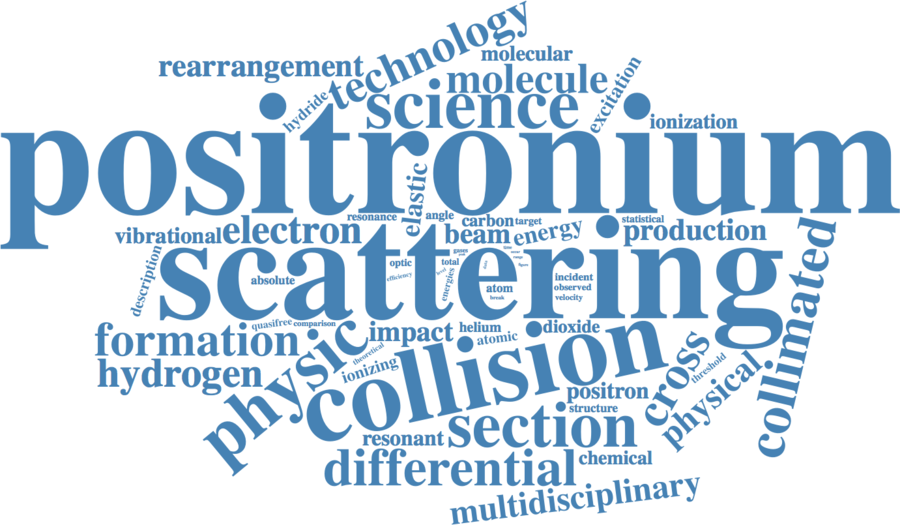 technology
molecular
rearrangement
molecule
excitation
hydride
science
ionization
positronium
elastic
resonance
angle
carbon
target
statistical
vibrational
electron
beam
energy
production
scattering
description
absolute
optic
total
efficiency
level
energies
atom
break
incident
observed
velocity
collimated
quasifree
comparison
formation
impact
helium
atomic
dioxide
theoretical
ionizing
hydrogen
physic
collision
cross
threshold
physical
positron
structure
resonant
section
differential
chemical
multidisciplinary